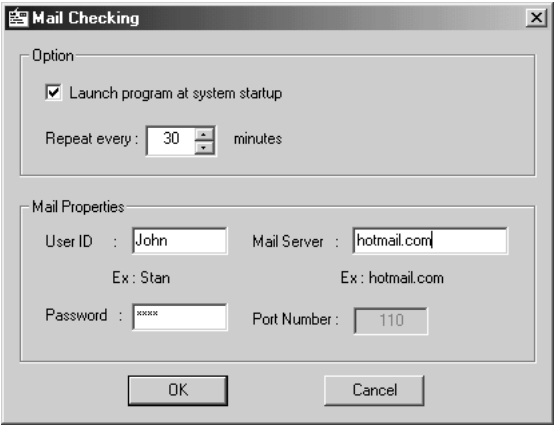 Mail Checking
Option
Launch program at system startup
Repeat every : 30 minutes
Mail Properties
User ID : John Mail Server : hotmail.com
Ex : Stan Ex : hotmail.com
Password : **** Port Number : 110
OK Cancel